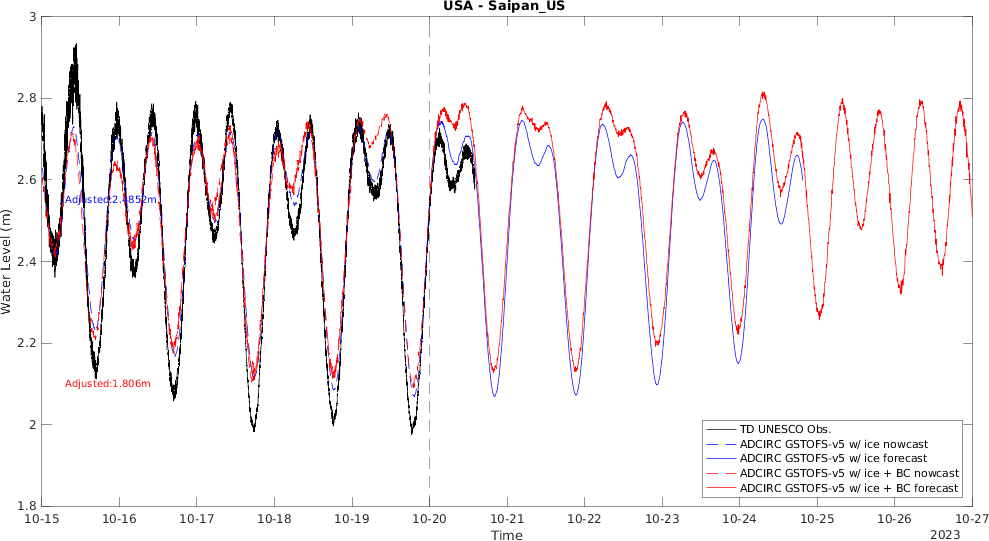 USA - Saipan_US
3
2.8
2.6
2.4
2.2
2
1.8
Water Level (m)
Adjusted:2.4852m
Adjusted:1.806m
TD UNESCO Obs.
ADCIRC GSTOFS-v5 w/ ice nowcast
ADCIRC GSTOFS-v5 w/ ice forecast
ADCIRC GSTOFS-v5 w/ ice + BC nowcast
ADCIRC GSTOFS-v5 w/ ice + BC forecast
10-15 10-16 10-17 10-18 10-19 10-20 10-21 10-22 10-23 10-24 10-25 10-26 10-27
Time
2023